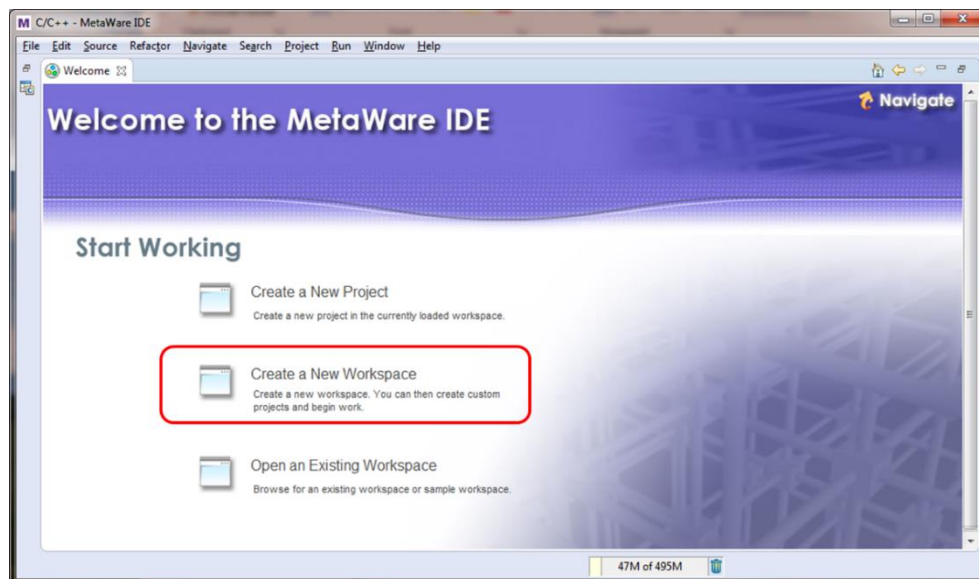 C/C++ - MetaWare IDE
File Edit Source Refactor Navigate Search Project Run Window Help
Welcome
Navigate
Welcome to the MetaWare IDE
Start Working
Create a New Project
Create a new project in the currently loaded workspace.
Create a New Workspace
Create a new workspace. You can then create custom
projects and begin work.
Open an Existing Workspace
Browse for an existing workspace or sample workspace.
47M of 495M